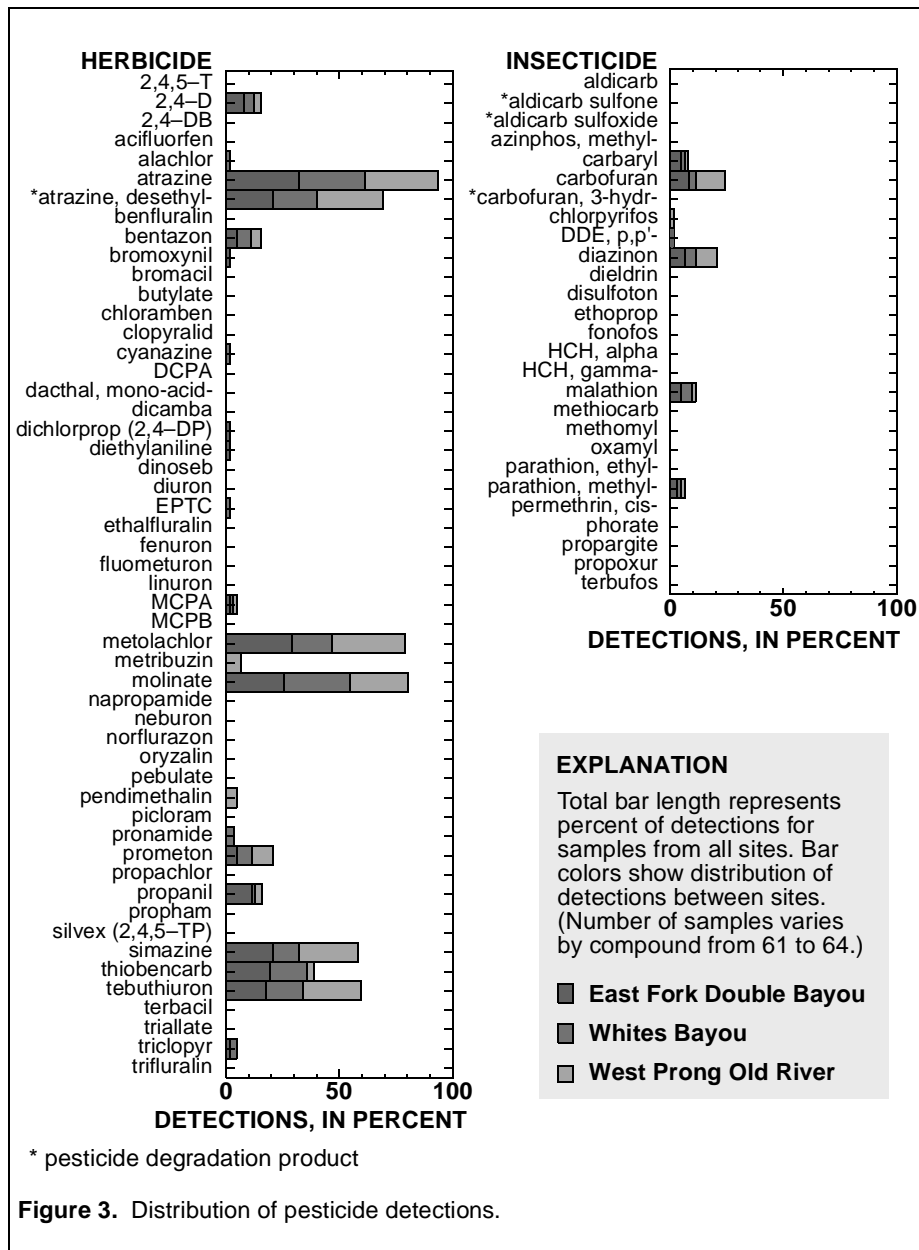 HERBICIDE
2,4,5–T
2,4–D
2,4–DB
acifluorfen
alachlor
atrazine
*atrazine, desethyl-
benfluralin
bentazon
bromoxynil
bromacil
butylate
chloramben
clopyralid
cyanazine
DCPA
dacthal, mono-acid-
dicamba
dichlorprop (2,4–DP)
diethylaniline
dinoseb
diuron
EPTC
ethalfluralin
fenuron
fluometuron
linuron
MCPA
MCPB
metolachlor
metribuzin
molinate
napropamide
neburon
norflurazon
oryzalin
pebulate
pendimethalin
picloram
pronamide
prometon
propachlor
propanil
propham
silvex (2,4,5–TP)
simazine
thiobencarb
tebuthiuron
terbacil
triallate
triclopyr
trifluralin
0 50 100
DETECTIONS, IN PERCENT
INSECTICIDE
aldicarb
*aldicarb sulfone
*aldicarb sulfoxide
azinphos, methyl-
carbaryl
carbofuran
*carbofuran, 3-hydr-
chlorpyrifos
DDE, p,p'-
diazinon
dieldrin
disulfoton
ethoprop
fonofos
HCH, alpha
HCH, gamma-
malathion
methiocarb
methomyl
oxamyl
parathion, ethyl-
parathion, methyl-
permethrin, cis-
phorate
propargite
propoxur
terbufos
0 50 100
DETECTIONS, IN PERCENT
EXPLANATION
Total bar length represents
percent of detections for
samples from all sites. Bar
colors show distribution of
detections between sites.
(Number of samples varies
by compound from 61 to 64.)
East Fork Double Bayou
Whites Bayou
West Prong Old River
* pesticide degradation product
Figure 3. Distribution of pesticide detections.